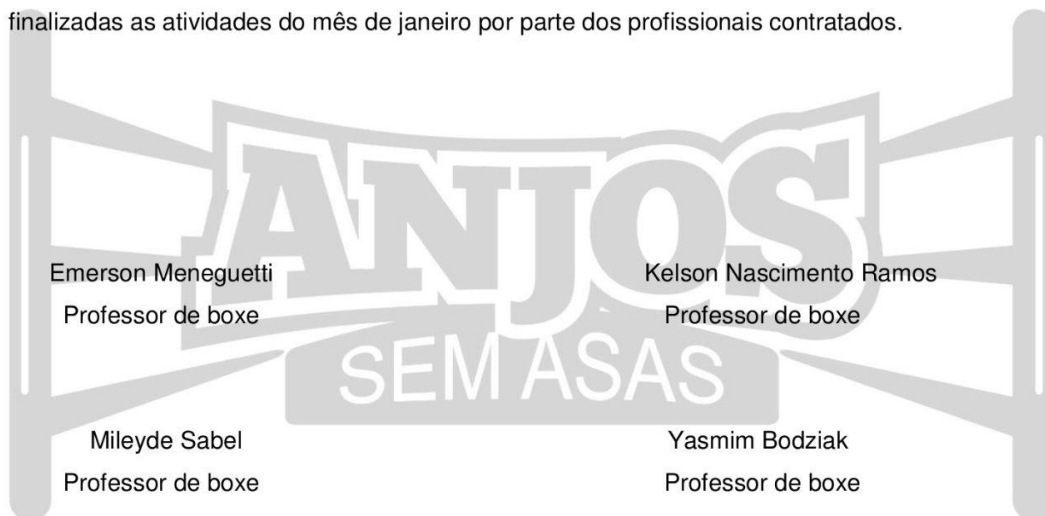 finalizadas as atividades do mês de janeiro por parte dos profissionais contratados.
ANJOS
SEM ASAS
Emerson Meneguetti
Professor de boxe
Kelson Nascimento Ramos
Professor de boxe
Mileyde Sabel
Professor de boxe
Yasmim Bodziak
Professor de boxe